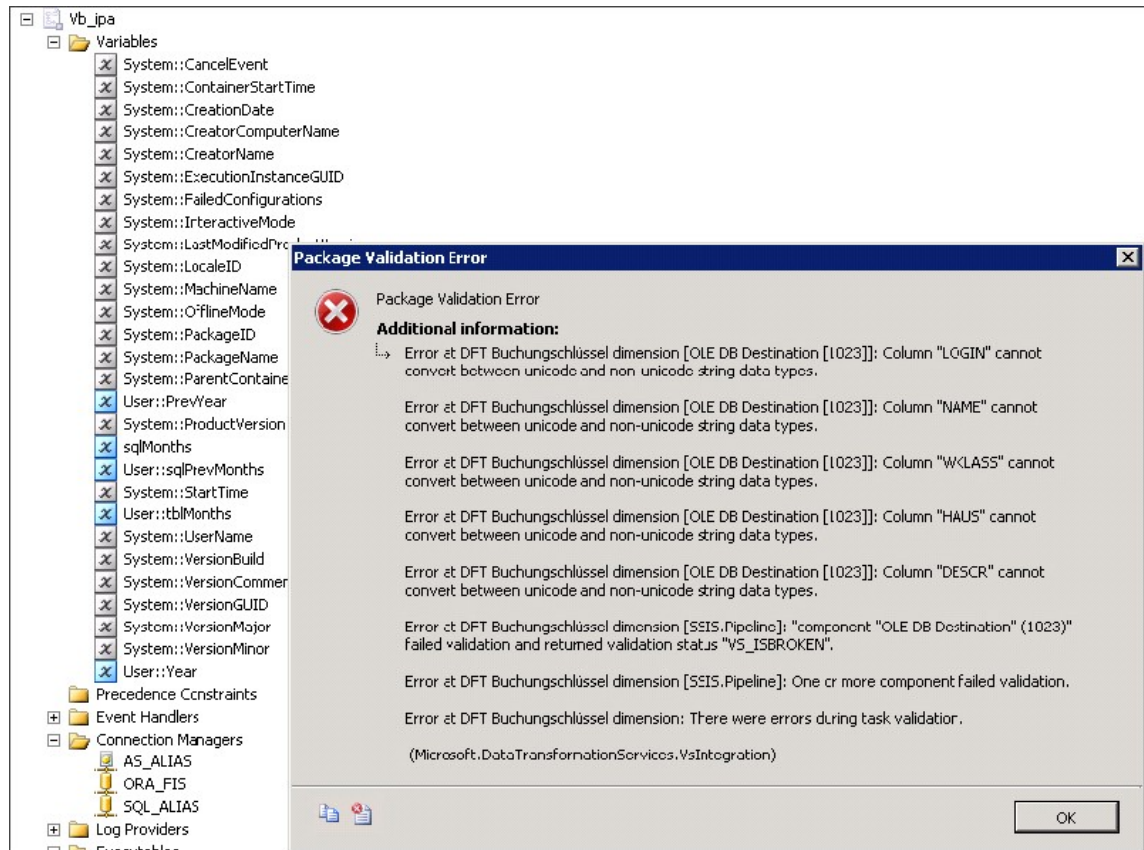 Vb_ipa
Variables
System::CancelEvent
System::ContainerStartTime
System::CreationDate
System::CreatorComputerName
System::CreatorName
System::ExecutionInstanceGUID
System::FailedConfigurations
System::InteractiveMode
System::LastModifiedProductVersion
System::LocaleID
System::MachineName
System::OfflineMode
System::PackageID
System::PackageName
System::ParentContaine
User::PrevYear
System::ProductVersion
sqlMonths
User::sqlPrevMonths
System::StartTime
User::tblMonths
System::UserName
System::VersionBuild
System::VersionCommer
System::VersionGUID
System::VersionMajor
System::VersionMinor
User::Year
Precedence Constraints
Event Handlers
Connection Managers
AS_ALIAS
ORA_FIS
SQL_ALIAS
Log Providers
Executables
Package Validation Error
Package Validation Error
Additional information:
Error at DFT Buchungschlüssel dimension [OLE DB Destination [1023]]: Column "LOGIN" cannot
convert between unicode and non-unicode string data types.
Error at DFT Buchungschlüssel dimension [OLE DB Destination [1023]]: Column "NAME" cannot
convert between unicode and non-unicode string data types.
Error at DFT Buchungschlüssel dimension [OLE DB Destination [1023]]: Column "WKLASS" cannot
convert between unicode and non-unicode string data types.
Error at DFT Buchungschlüssel dimension [OLE DB Destination [1023]]: Column "HAUS" cannot
convert between unicode and non-unicode string data types.
Error at DFT Buchungschlüssel dimension [OLE DB Destination [1023]]: Column "DESCR" cannot
convert between unicode and non-unicode string data types.
Error at DFT Buchungschlüssel dimension [SSIS.Pipeline]: "component "OLE DB Destination" (1023)"
failed validation and returned validation status "VS_ISBROKEN".
Error at DFT Buchungschlüssel dimension [SSIS.Pipeline]: One or more component failed validation.
Error at DFT Buchungschlüssel dimension: There were errors during task validation.
(Microsoft.DataTransformationServices.VsIntegration)
OK